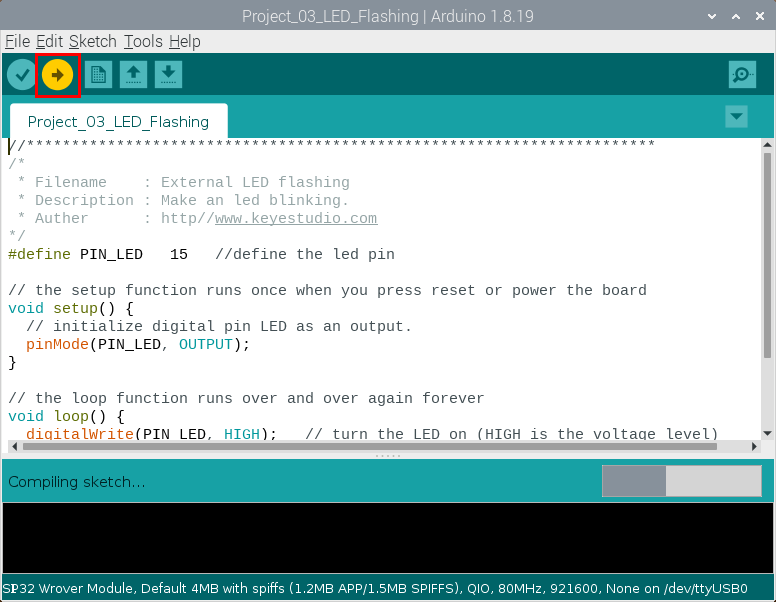 Project_03_LED_Flashing | Arduino 1.8.19
File Edit Sketch Tools Help
Project_03_LED_Flashing
//**********************************************************************
/*
 * Filename    : External LED flashing
 * Description : Make an led blinking.
 * Auther      : http//www.keyestudio.com
*/
#define PIN_LED   15   //define the led pin
// the setup function runs once when you press reset or power the board
void setup() {
  // initialize digital pin LED as an output.
  pinMode(PIN_LED, OUTPUT);
}
// the loop function runs over and over again forever
void loop() {
  digitalWrite(PIN_LED, HIGH);   // turn the LED on (HIGH is the voltage level)
Compiling sketch...
SP32 Wrover Module, Default 4MB with spiffs (1.2MB APP/1.5MB SPIFFS), QIO, 80MHz, 921600, None on /dev/ttyUSB0